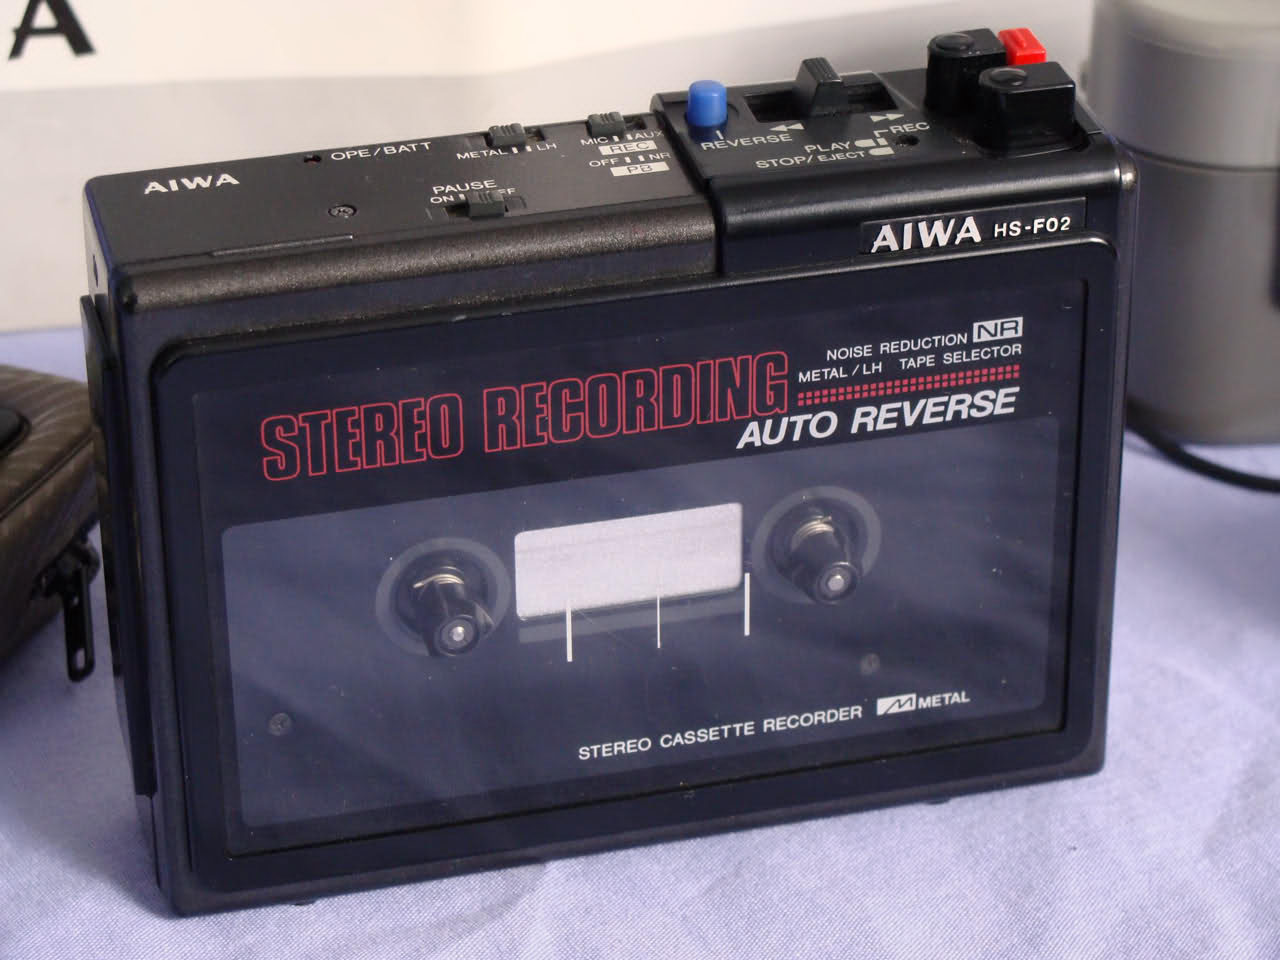 A
AIWA
OPE/BATT
METAL LH
MIC AUX
REC
OFF NR
PB
PAUSE
ON OFF
REVERSE
REC
PLAY
STOP/EJECT
AIWA HS-F02
STEREO RECORDING
NOISE REDUCTION NR
METAL/LH TAPE SELECTOR
AUTO REVERSE
STEREO CASSETTE RECORDER METAL